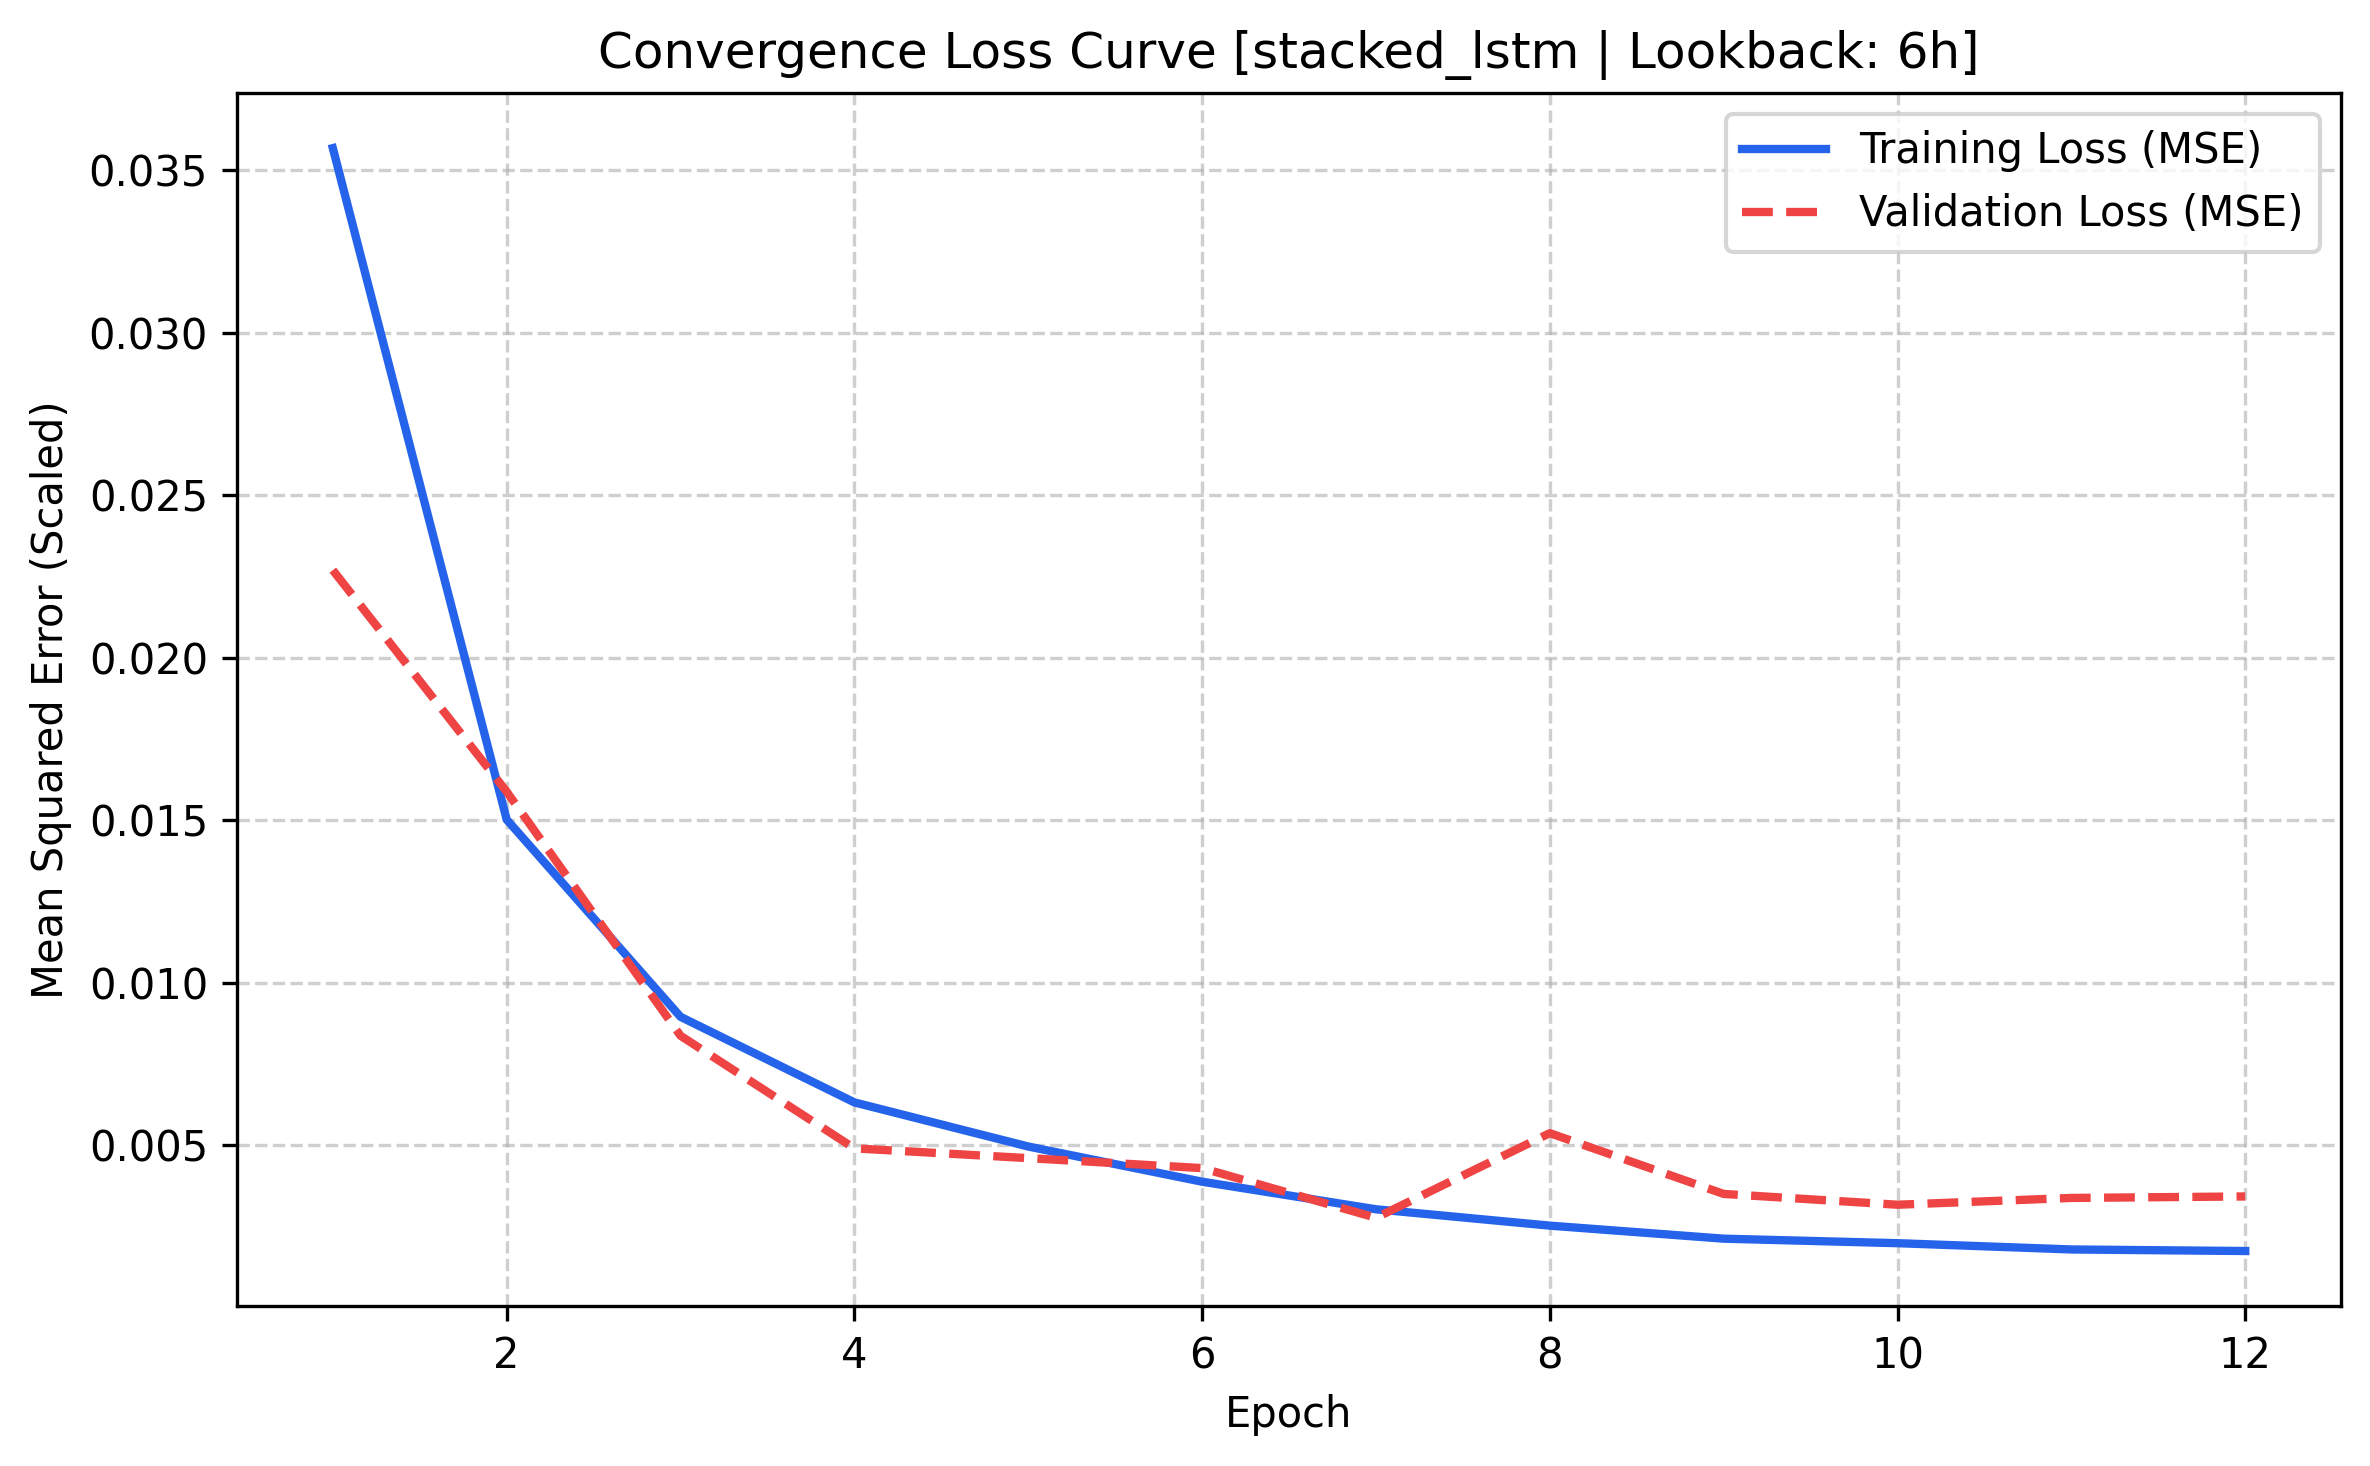 Convergence Loss Curve [stacked_lstm | Lookback: 6h]
Training Loss (MSE)
Validation Loss (MSE)
Mean Squared Error (Scaled)
0.035
0.030
0.025
0.020
0.015
0.010
0.005
2 4 6 8 10 12
Epoch